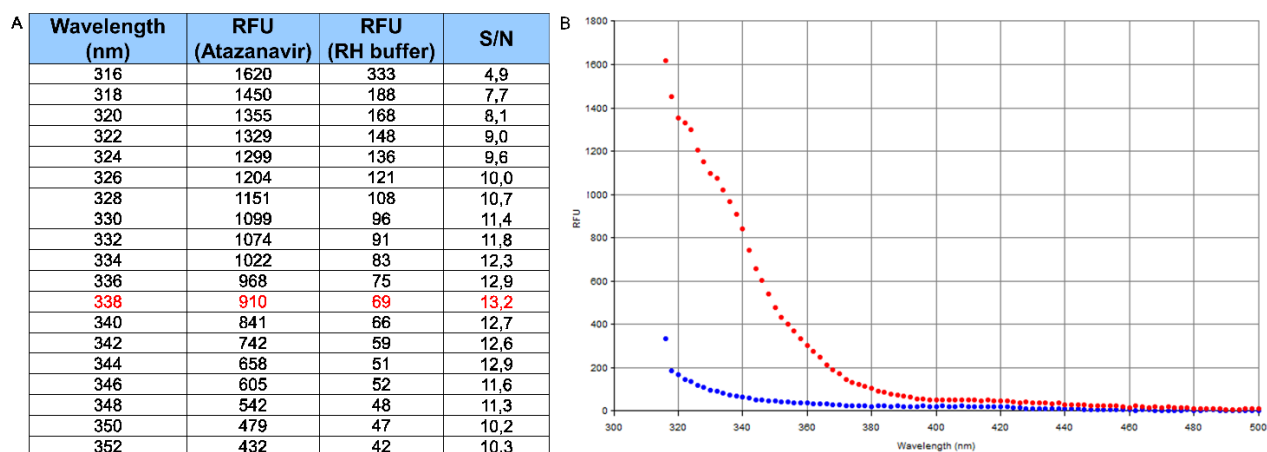 A
Wavelength (nm) RFU (Atazanavir) RFU (RH buffer) S/N
316 1620 333 4,9
318 1450 188 7,7
320 1355 168 8,1
322 1329 148 9,0
324 1299 136 9,6
326 1204 121 10,0
328 1151 108 10,7
330 1099 96 11,4
332 1074 91 11,8
334 1022 83 12,3
336 968 75 12,9
338 910 69 13,2
340 841 66 12,7
342 742 59 12,6
344 658 51 12,9
346 605 52 11,6
348 542 48 11,3
350 479 47 10,2
352 432 42 10,3
B
1800
1600
1400
1200
1000
800
600
400
200
0
RFU
300 320 340 360 380 400 420 440 460 480 500
Wavelength (nm)